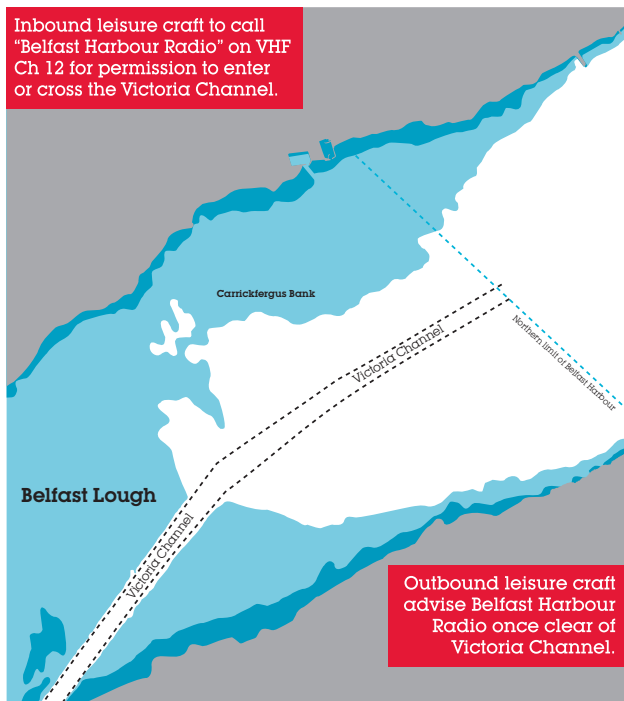 Inbound leisure craft to call
“Belfast Harbour Radio” on VHF
Ch 12 for permission to enter
or cross the Victoria Channel.
Carrickfergus Bank
Northern limit of Belfast Harbour
Victoria Channel
Belfast Lough
Victoria Channel
Outbound leisure craft
advise Belfast Harbour
Radio once clear of
Victoria Channel.